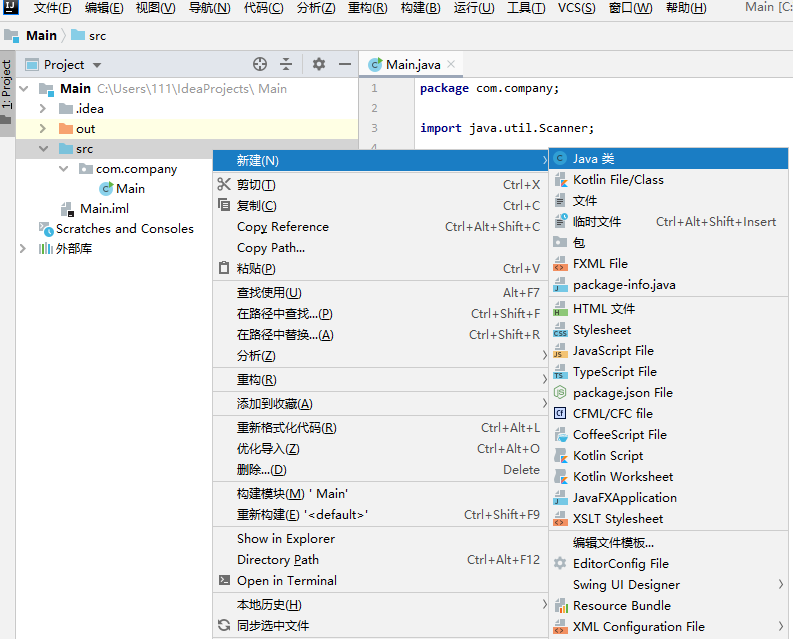 文件(F) 编辑(E) 视图(V) 导航(N) 代码(C) 分析(Z) 重构(R) 构建(B) 运行(U) 工具(T) VCS(S) 窗口(W) 帮助(H) Main [C:
Main src
1: Project
Project
Main.java
Main C:\Users\111\IdeaProjects\ Main
.idea
out
src
com.company
Main
Main.iml
Scratches and Consoles
外部库
1 package com.company;
2
3 import java.util.Scanner;
4
新建(N)
剪切(T) Ctrl+X
复制(C) Ctrl+C
Copy Reference Ctrl+Alt+Shift+C
Copy Path...
粘贴(P) Ctrl+V
查找使用(U) Alt+F7
在路径中查找...(P) Ctrl+Shift+F
在路径中替换...(A) Ctrl+Shift+R
分析(Z)
重构(R)
添加到收藏(A)
重新格式化代码(R) Ctrl+Alt+L
优化导入(Z) Ctrl+Alt+O
删除...(D) Delete
构建模块(M) ' Main'
重新构建(E) '<default>' Ctrl+Shift+F9
Show in Explorer
Directory Path Ctrl+Alt+F12
Open in Terminal
本地历史(H)
同步选中文件
Java 类
Kotlin File/Class
文件
临时文件 Ctrl+Alt+Shift+Insert
包
FXML File
package-info.java
HTML 文件
Stylesheet
JavaScript File
TypeScript File
package.json File
CFML/CFC file
CoffeeScript File
Kotlin Script
Kotlin Worksheet
JavaFXApplication
XSLT Stylesheet
编辑文件模板...
EditorConfig File
Swing UI Designer
Resource Bundle
XML Configuration File